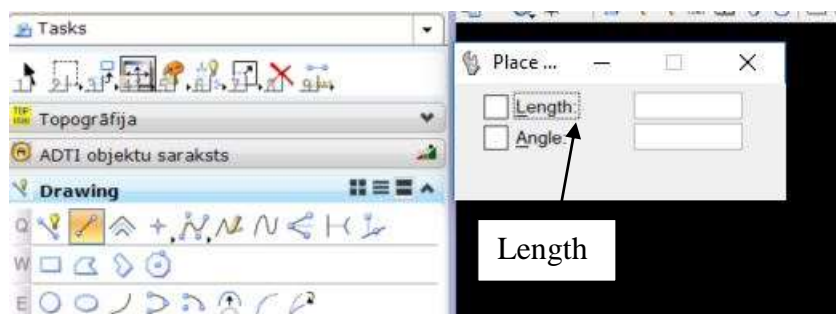 Tasks
Place ...
Length:
Angle:
Topogrāfija
ADTI objektu saraksts
Drawing
Q
W
E
Length